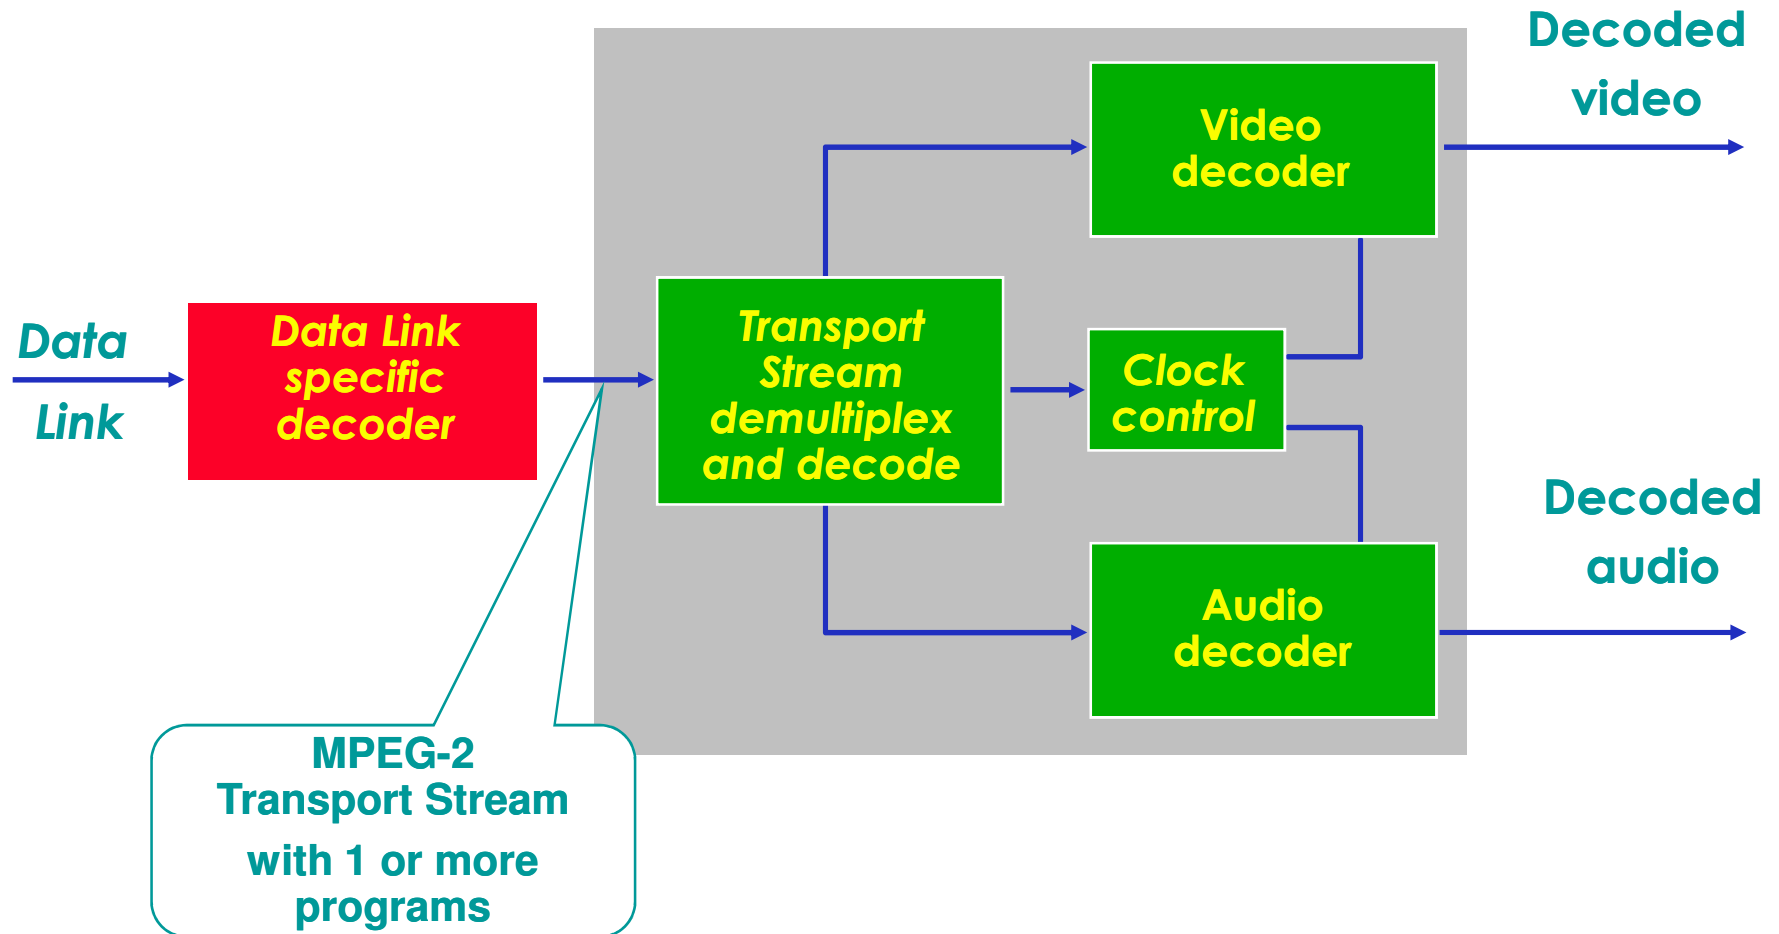 Data
Link
Data Link
specific
decoder
Transport
Stream
demultiplex
and decode
Clock
control
Video
decoder
Audio
decoder
Decoded
video
Decoded
audio
MPEG-2
Transport Stream
with 1 or more
programs